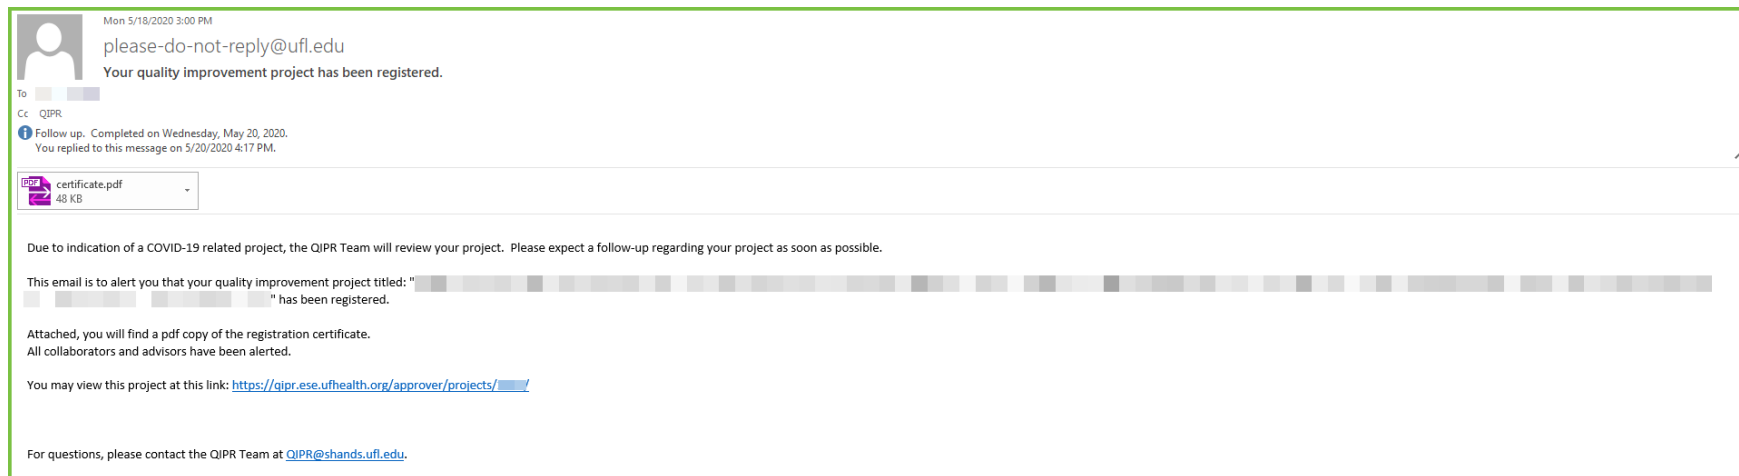 Mon 5/18/2020 3:00 PM
please-do-not-reply@ufl.edu
Your quality improvement project has been registered.
To
Cc QIPR
Follow up. Completed on Wednesday, May 20, 2020.
You replied to this message on 5/20/2020 4:17 PM.
PDF
certificate.pdf
48 KB
Due to indication of a COVID-19 related project, the QIPR Team will review your project. Please expect a follow-up regarding your project as soon as possible.
This email is to alert you that your quality improvement project titled: "
" has been registered.
Attached, you will find a pdf copy of the registration certificate.
All collaborators and advisors have been alerted.
You may view this project at this link: https://qipr.ese.ufhealth.org/approver/projects/ /
For questions, please contact the QIPR Team at QIPR@shands.ufl.edu.